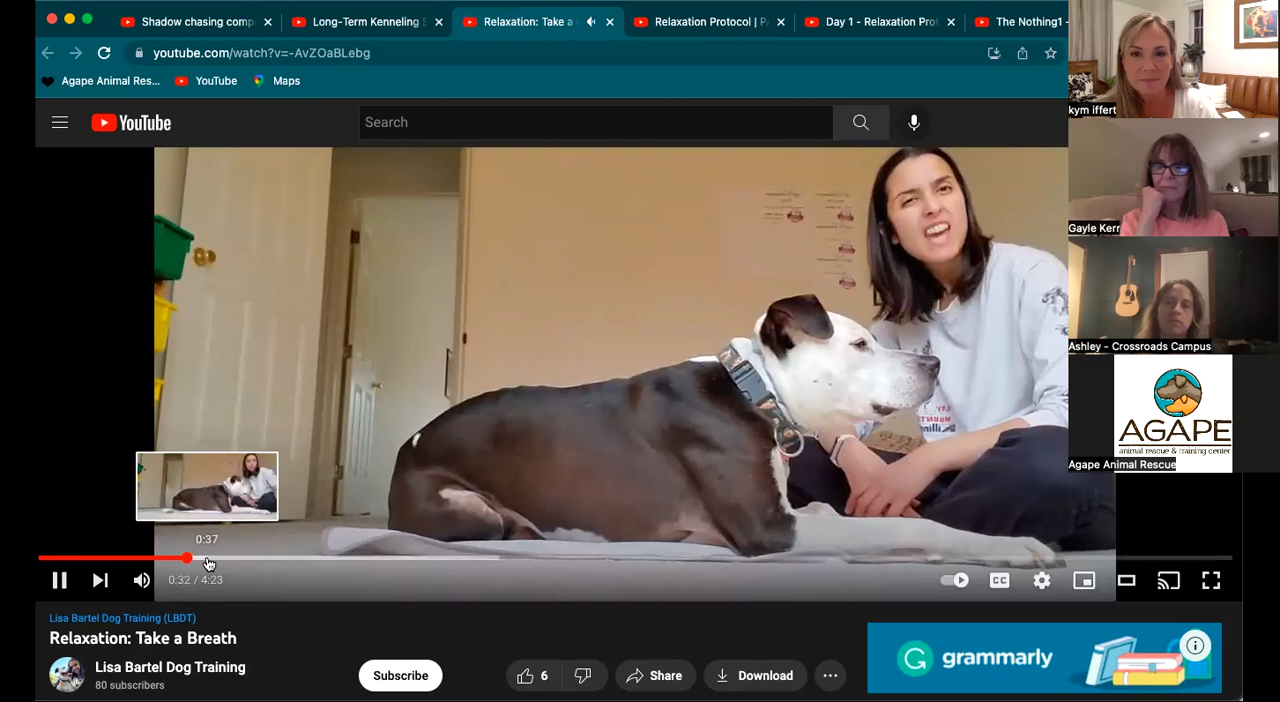 Shadow chasing comp
Long-Term Kenneling S
Relaxation: Take a
Relaxation Protocol | P
Day 1 - Relaxation Prot
The Nothing1 -
youtube.com/watch?v=-AvZOaBLebg
Agape Animal Res...
YouTube
Maps
YouTube
Search
kym iffert
Gayle Kerr
Ashley - Crossroads Campus
AGAPE
animal rescue & training center
Agape Animal Rescue
0:37
0:32 / 4:23
CC
Lisa Bartel Dog Training (LBDT)
Relaxation: Take a Breath
Lisa Bartel Dog Training
80 subscribers
Subscribe
6
Share
Download
grammarly